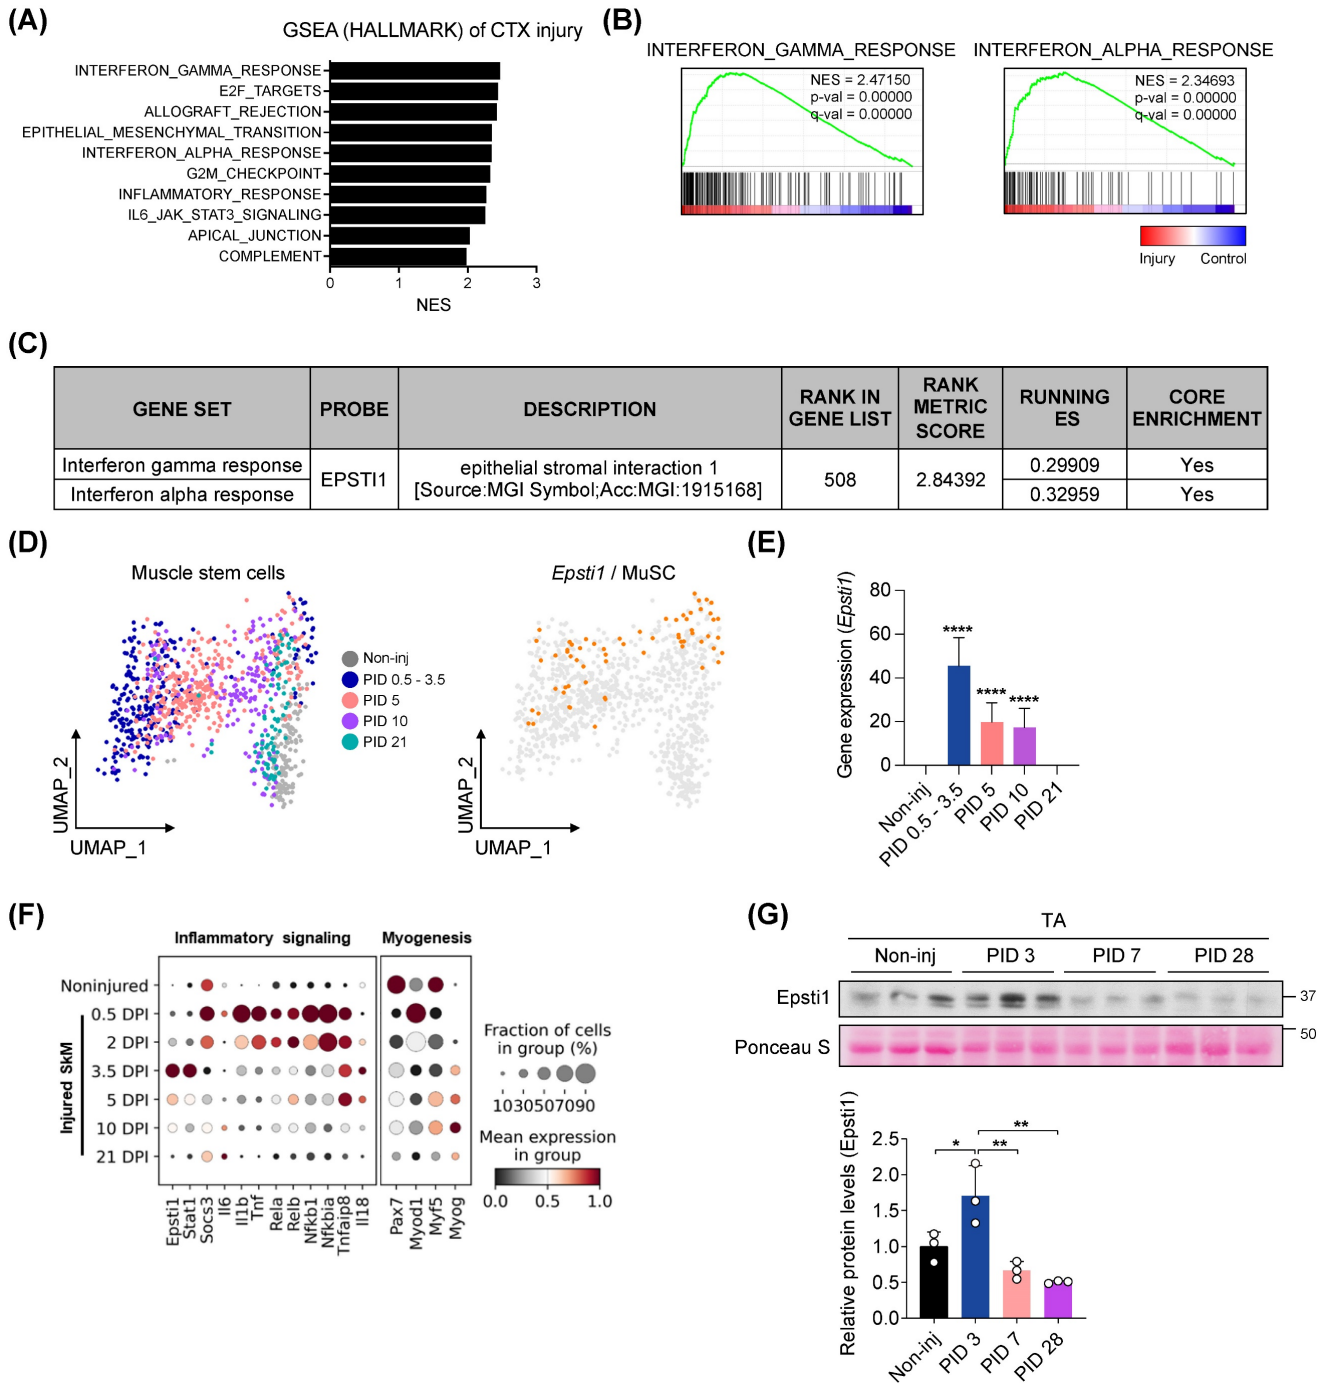 (A)
GSEA (HALLMARK) of CTX injury
INTERFERON_GAMMA_RESPONSE
E2F_TARGETS
ALLOGRAFT_REJECTION
EPITHELIAL_MESENCHYMAL_TRANSITION
INTERFERON_ALPHA_RESPONSE
G2M_CHECKPOINT
INFLAMMATORY_RESPONSE
IL6_JAK_STAT3_SIGNALING
APICAL_JUNCTION
COMPLEMENT
0 1 2 3
NES
(B)
INTERFERON_GAMMA_RESPONSE
NES = 2.47150
p-val = 0.00000
q-val = 0.00000
INTERFERON_ALPHA_RESPONSE
NES = 2.34693
p-val = 0.00000
q-val = 0.00000
Injury Control
(C)
GENE SET PROBE DESCRIPTION RANK IN GENE LIST RANK METRIC SCORE RUNNING ES CORE ENRICHMENT
Interferon gamma response EPSTI1 epithelial stromal interaction 1 508 2.84392 0.29909 Yes
Interferon alpha response [Source:MGI Symbol;Acc:MGI:1915168] 0.32959 Yes
(D)
Muscle stem cells
Non-inj
PID 0.5 - 3.5
PID 5
PID 10
PID 21
UMAP_2
UMAP_1
Epsti1 / MuSC
UMAP_2
UMAP_1
(E)
Gene expression (Epsti1)
80
60
40
20
0
**** **** ****
Non-inj
PID 0.5 - 3.5
PID 5
PID 10
PID 21
(F)
Inflammatory signaling Myogenesis
Noninjured
0.5 DPI
2 DPI
3.5 DPI
5 DPI
10 DPI
21 DPI
Injured SkM
Epsti1
Stat1
Socs3
Il6
Il1b
Tnf
Rela
Relb
Nfkb1
Nfkbia
Tnfaip8
Il18
Pax7
Myod1
Myf5
Myog
Fraction of cells
in group (%)
1030507090
Mean expression
in group
0.0 0.5 1.0
(G)
TA
Non-inj PID 3 PID 7 PID 28
Epsti1 37
50
Ponceau S
Relative protein levels (Epsti1)
2.5
2.0
1.5
1.0
0.5
0.0
**
* **
Non-inj
PID 3
PID 7
PID 28